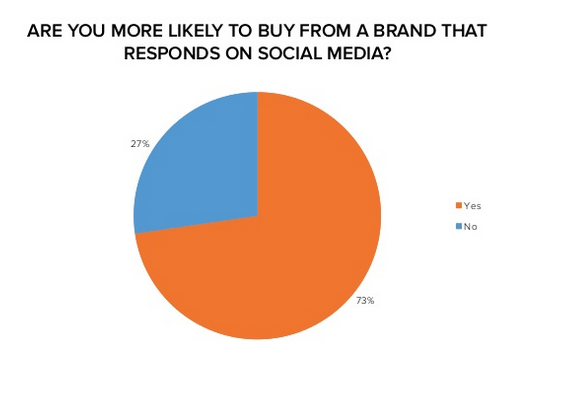 ARE YOU MORE LIKELY TO BUY FROM A BRAND THAT
RESPONDS ON SOCIAL MEDIA?
27%
Yes
No
73%